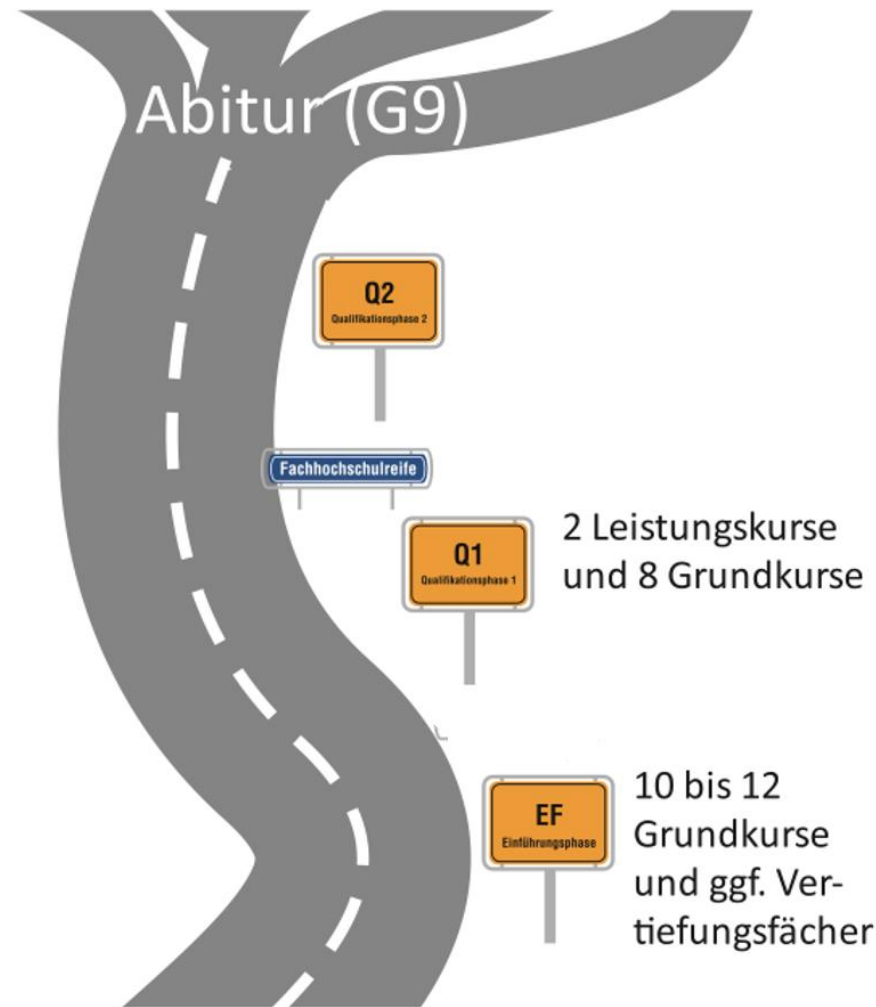 Abitur (G9)
Q2
Qualifikationsphase 2
Fachhochschulreife
Q1
Qualifikationsphase 1
2 Leistungskurse
und 8 Grundkurse
EF
Einführungsphase
10 bis 12
Grundkurse
und ggf. Ver-
tiefungsfächer